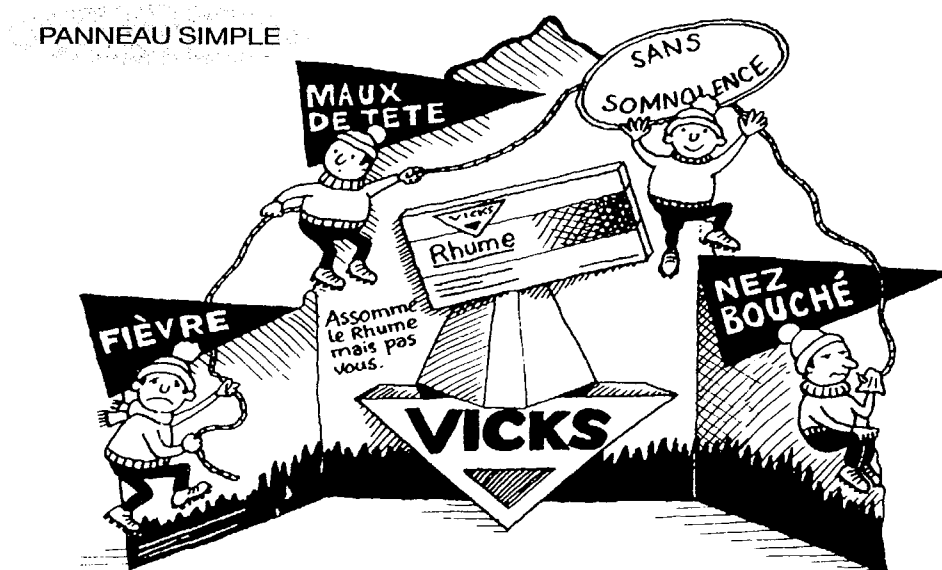 PANNEAU SIMPLE
SANS
SOMNOLENCE
MAUX
DE TETE
VICKS
Rhume
NEZ
BOUCHÉ
FIÈVRE
Assomme
le Rhume
mais pas
vous.
VICKS